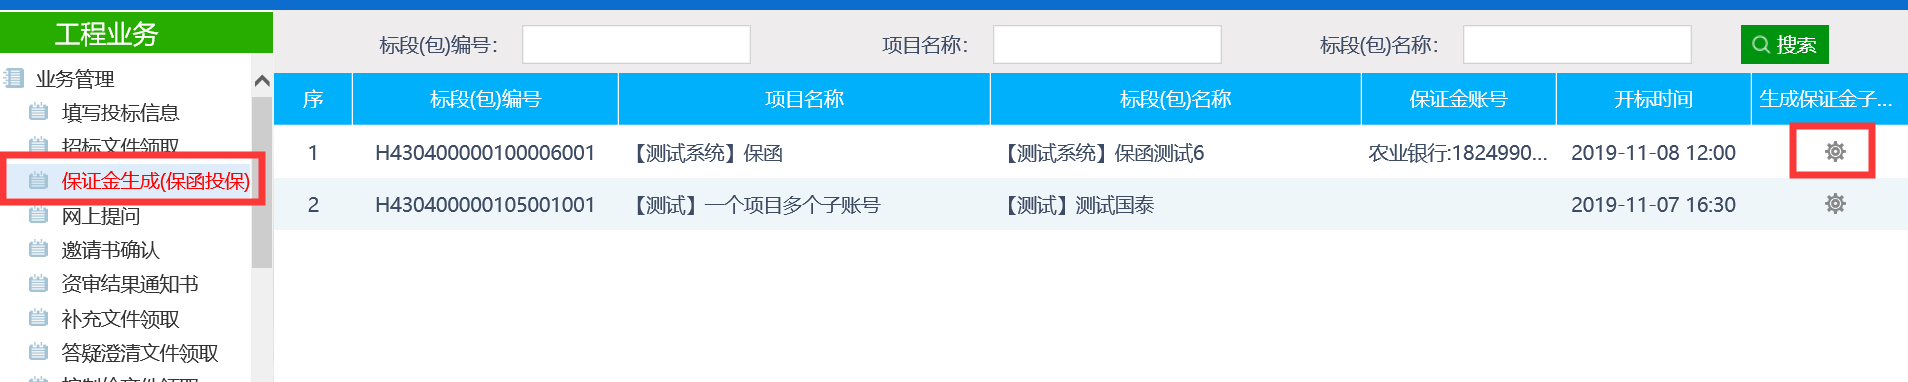 工程业务
业务管理
填写投标信息
招标文件领取
保证金生成(保函投保)
网上提问
邀请书确认
资审结果通知书
补充文件领取
答疑澄清文件领取
标段(包)编号： 项目名称： 标段(包)名称： 搜索
序 标段(包)编号 项目名称 标段(包)名称 保证金账号 开标时间 生成保证金子...
1 H430400000100006001 【测试系统】保函 【测试系统】保函测试6 农业银行:1824990... 2019-11-08 12:00
2 H430400000105001001 【测试】一个项目多个子账号 【测试】测试国泰 2019-11-07 16:30